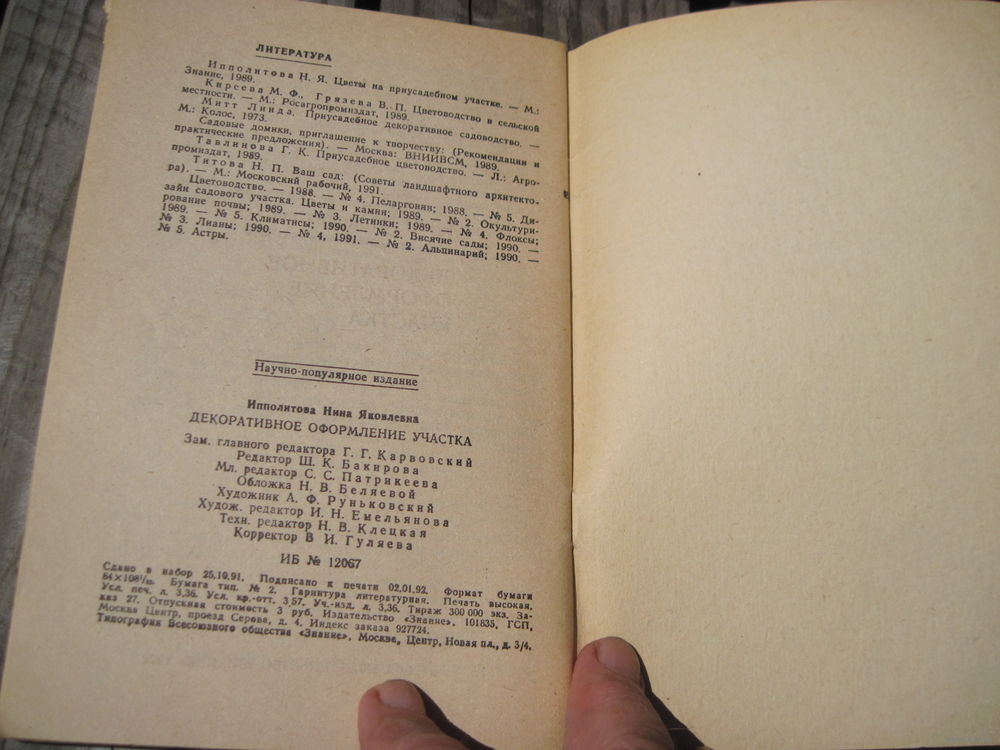 ЛИТЕРАТУРА
Ипполитова Н. Я. Цветы на приусадебном участке. — М.:
Знание, 1989.
Киреева М. Ф., Грязева В. П. Цветоводство в сельской
местности. — М.: Росагропромиздат, 1989.
Митт Линда. Приусадебное декоративное садоводство. —
М.: Колос, 1973.
Садовые домики, приглашение к творчеству: (Рекомендации и
практические предложения). — Москва: ВНИИВСМ, 1989.
Тавлинова Г. К. Приусадебное цветоводство. — Л.: Агро-
промиздат, 1989.
Титова Н. П. Ваш сад: (Советы ландшафтного архитекто-
ра). — М.: Московский рабочий, 1991.
Цветоводство. — 1988. — № 4. Пеларгонии; 1988. — № 5. Ди-
зайн садового участка. Цветы и камни; 1989. — № 2. Окультури-
рование почвы; 1989. — № 3. Летники; 1989. — № 4. Флоксы;
1989. — № 5. Климатисы; 1990. — № 2. Висячие сады; 1990. —
№ 3. Лианы; 1990. — № 4, 1991. — № 2. Альпинарий; 1990. —
№ 5. Астры.
Научно-популярное издание
Ипполитова Нина Яковлевна
ДЕКОРАТИВНОЕ ОФОРМЛЕНИЕ УЧАСТКА
Зам. главного редактора Г. Г. Карвовский
Редактор Ш. К. Бакирова
Мл. редактор С. С. Патрикеева
Обложка Н. В. Беляевой
Художник А. Ф. Руньковский
Худож. редактор И. Н. Емельянова
Техн. редактор Н. В. Клецкая
Корректор В И. Гуляева
ИБ № 12067
Сдано в набор 25.10.91. Подписано к печати 02.01.92. Формат бумаги
84×108¹/₃₂. Бумага тип. № 2. Гарнитура литературная. Печать высокая.
Усл. печ. л. 3,36. Усл. кр.-отт. 3,57. Уч.-изд. л. 3,36. Тираж 300 000 экз. За-
каз 27. Отпускная стоимость 3 руб. Издательство «Знание». 101835, ГСП,
Москва Центр, проезд Серова, д. 4. Индекс заказа 927724.
Типография Всесоюзного общества «Знание». Москва, Центр, Новая пл., д. 3/4.